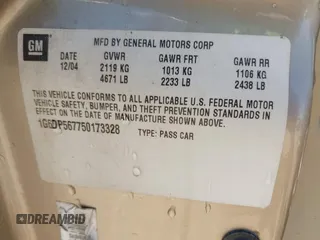 GM
MFD BY GENERAL MOTORS CORP
DATE GVWR GAWR FRT GAWR RR
12/04 2119 KG 1013 KG 1106 KG
4671 LB 2233 LB 2438 LB
THIS VEHICLE CONFORMS TO ALL APPLICABLE U.S. FEDERAL MOTOR
VEHICLE SAFETY, BUMPER, AND THEFT PREVENTION STANDARDS
IN EFFECT ON THE DATE OF MANUFACTURE SHOWN ABOVE.
1G6DP567750173328 TYPE: PASS CAR
DREAMBID